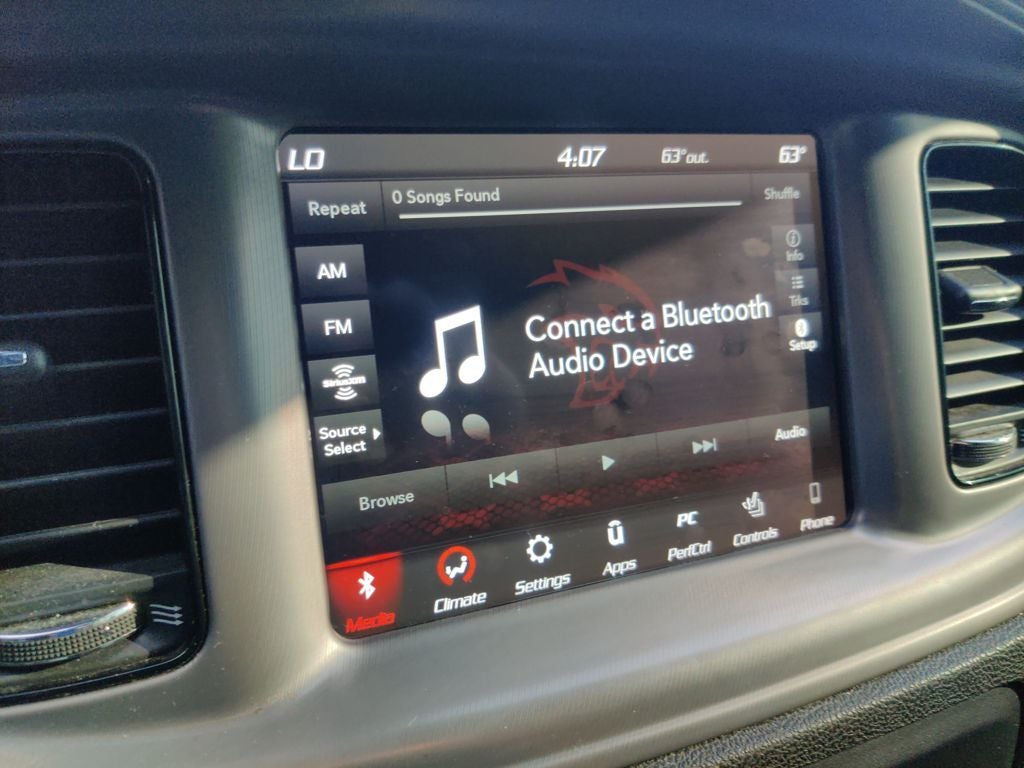 LO 4:07 63° out. 63°
Repeat 0 Songs Found Shuffle
AM
FM
SiriusXM
Source
Select
Connect a Bluetooth
Audio Device
Info
Trks
Setup
Browse Audio
Media Climate Settings Apps PerfCtrl Controls Phone
û PC